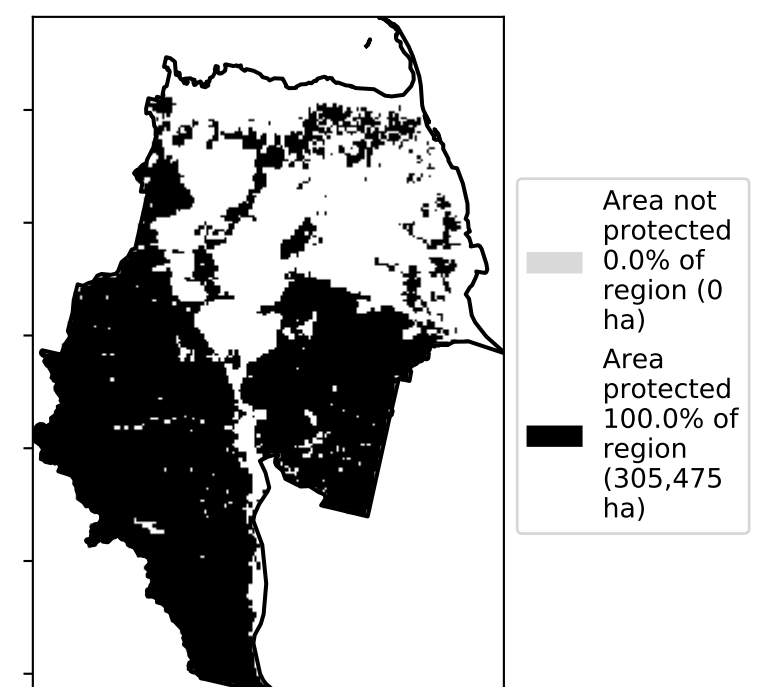 Area not
protected
0.0% of
region (0
ha)
Area
protected
100.0% of
region
(305,475
ha)